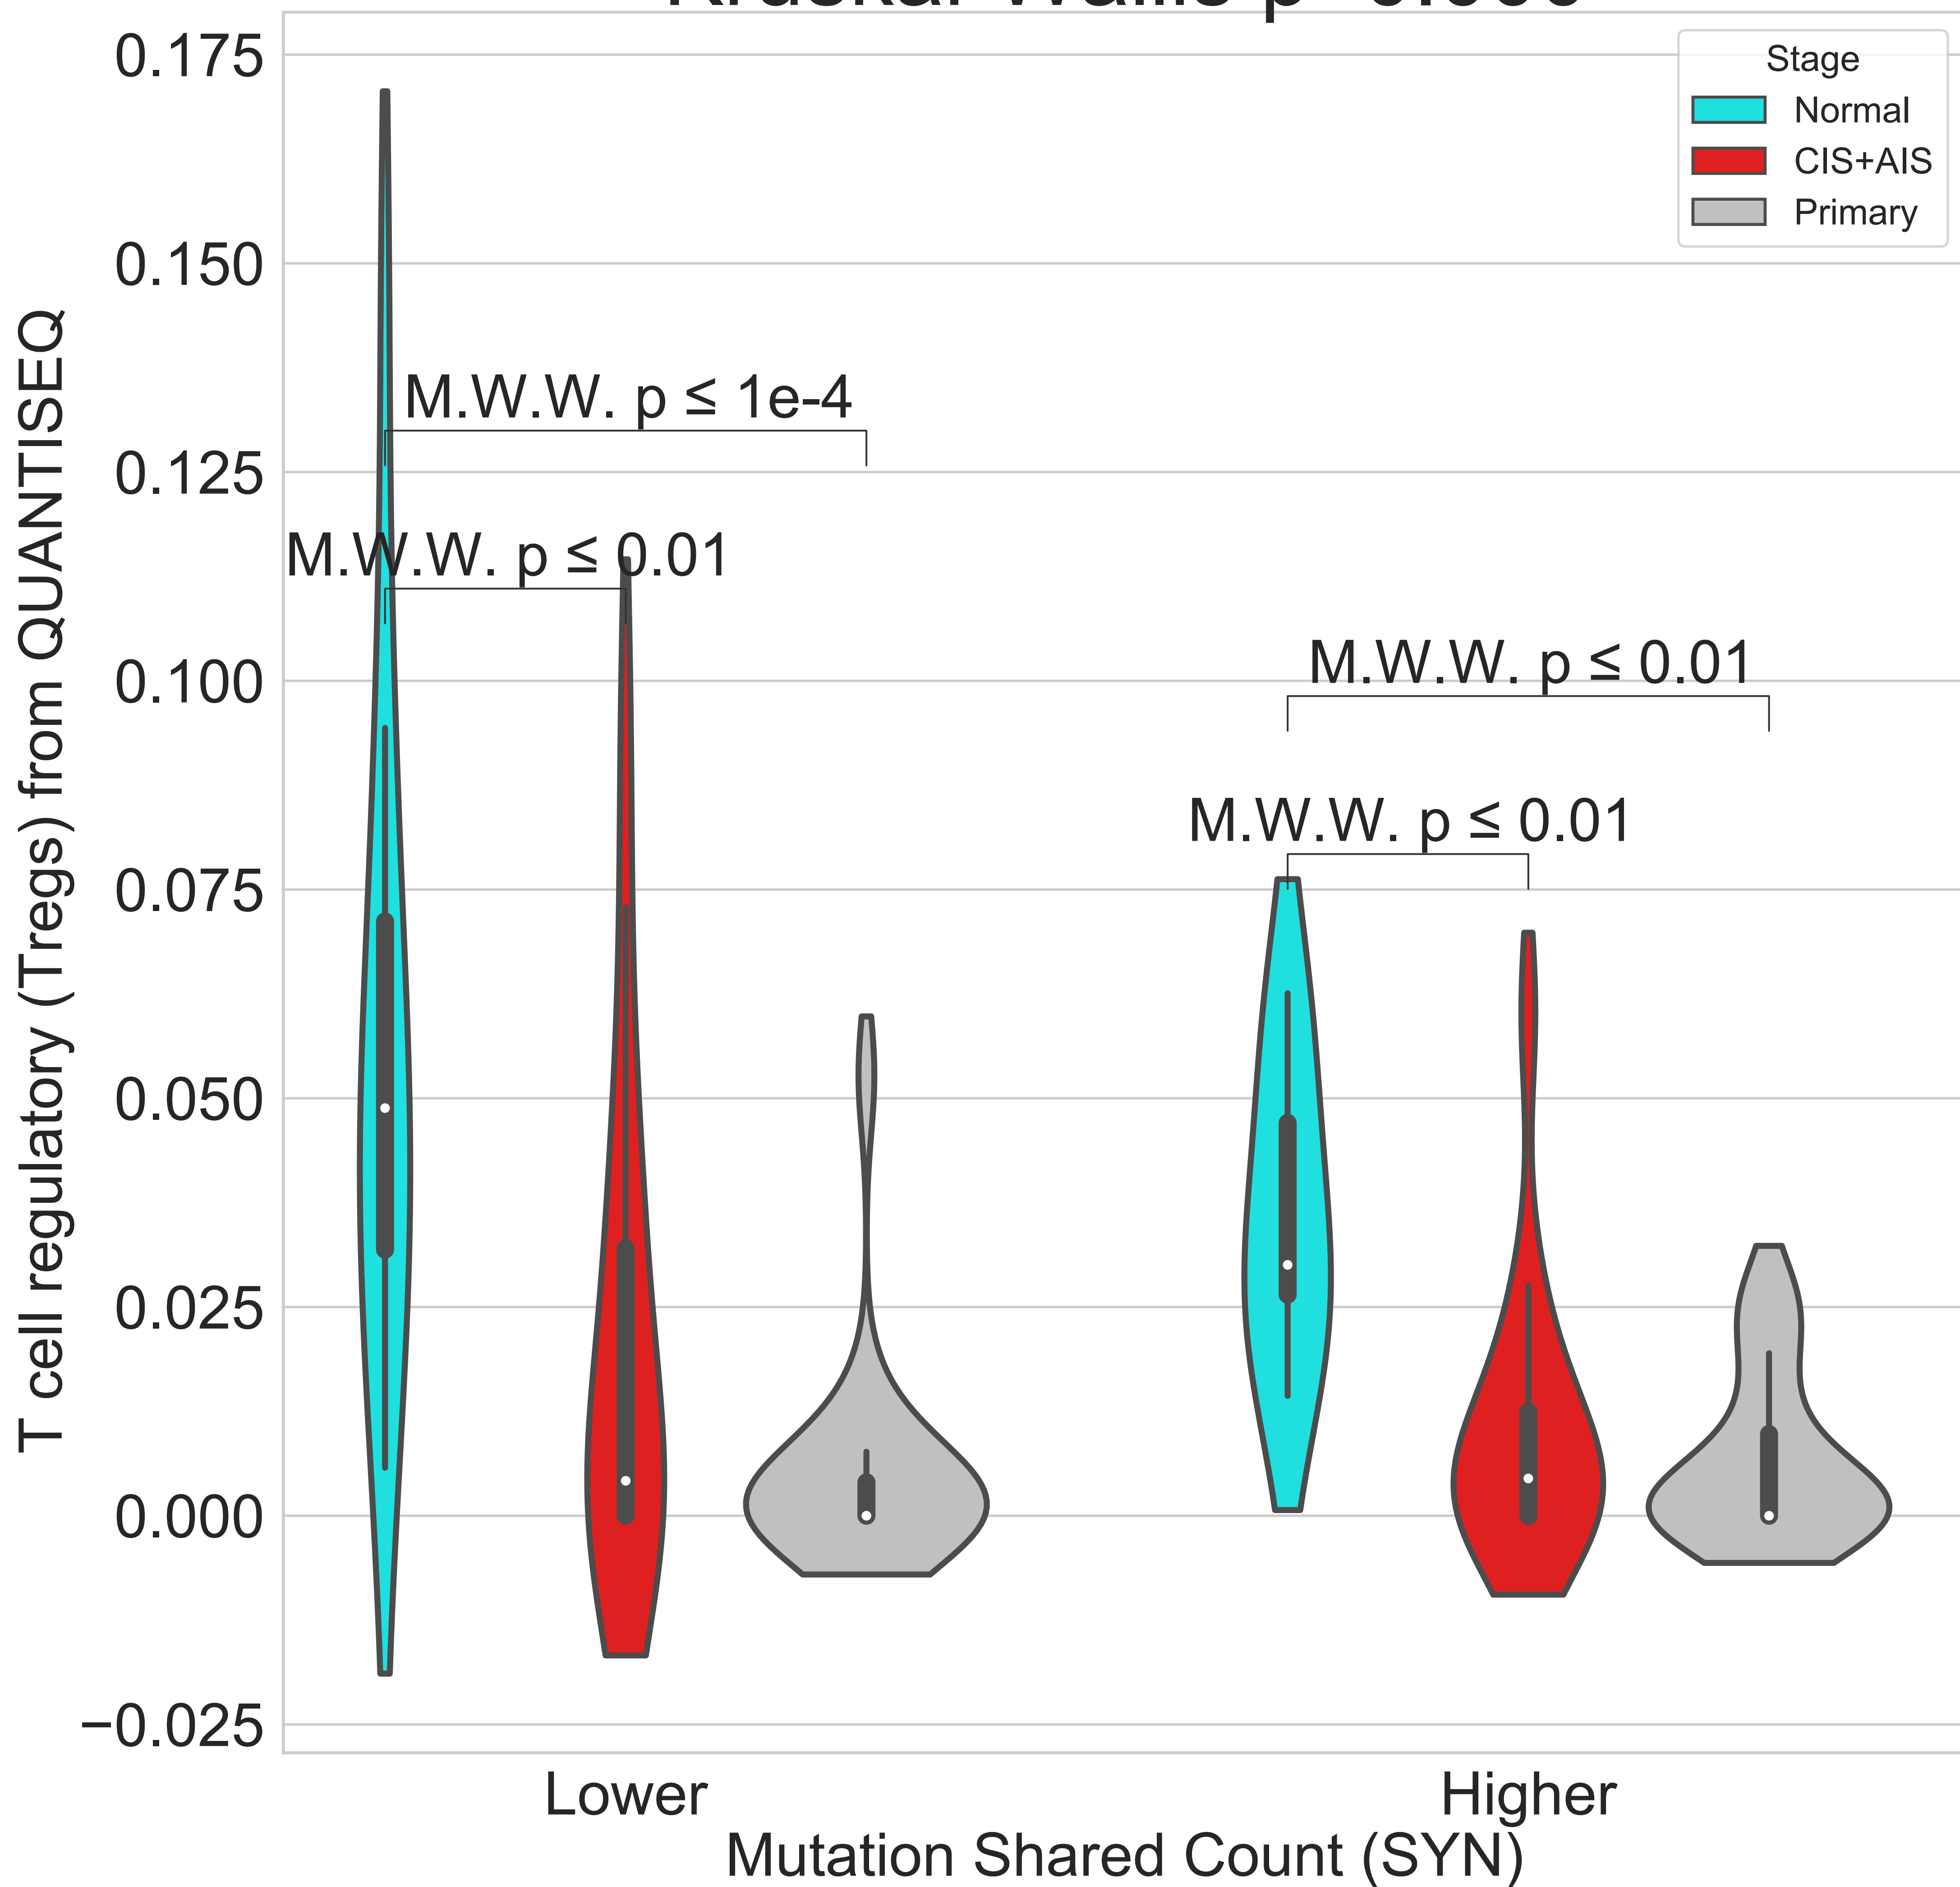 0.175
0.150
0.125
0.100
0.075
0.050
0.025
0.000
−0.025
T cell regulatory (Tregs) from QUANTISEQ
Stage
Normal
CIS+AIS
Primary
M.W.W. p ≤ 1e-4
M.W.W. p ≤ 0.01
M.W.W. p ≤ 0.01
M.W.W. p ≤ 0.01
Lower
Higher
Mutation Shared Count (SYN)